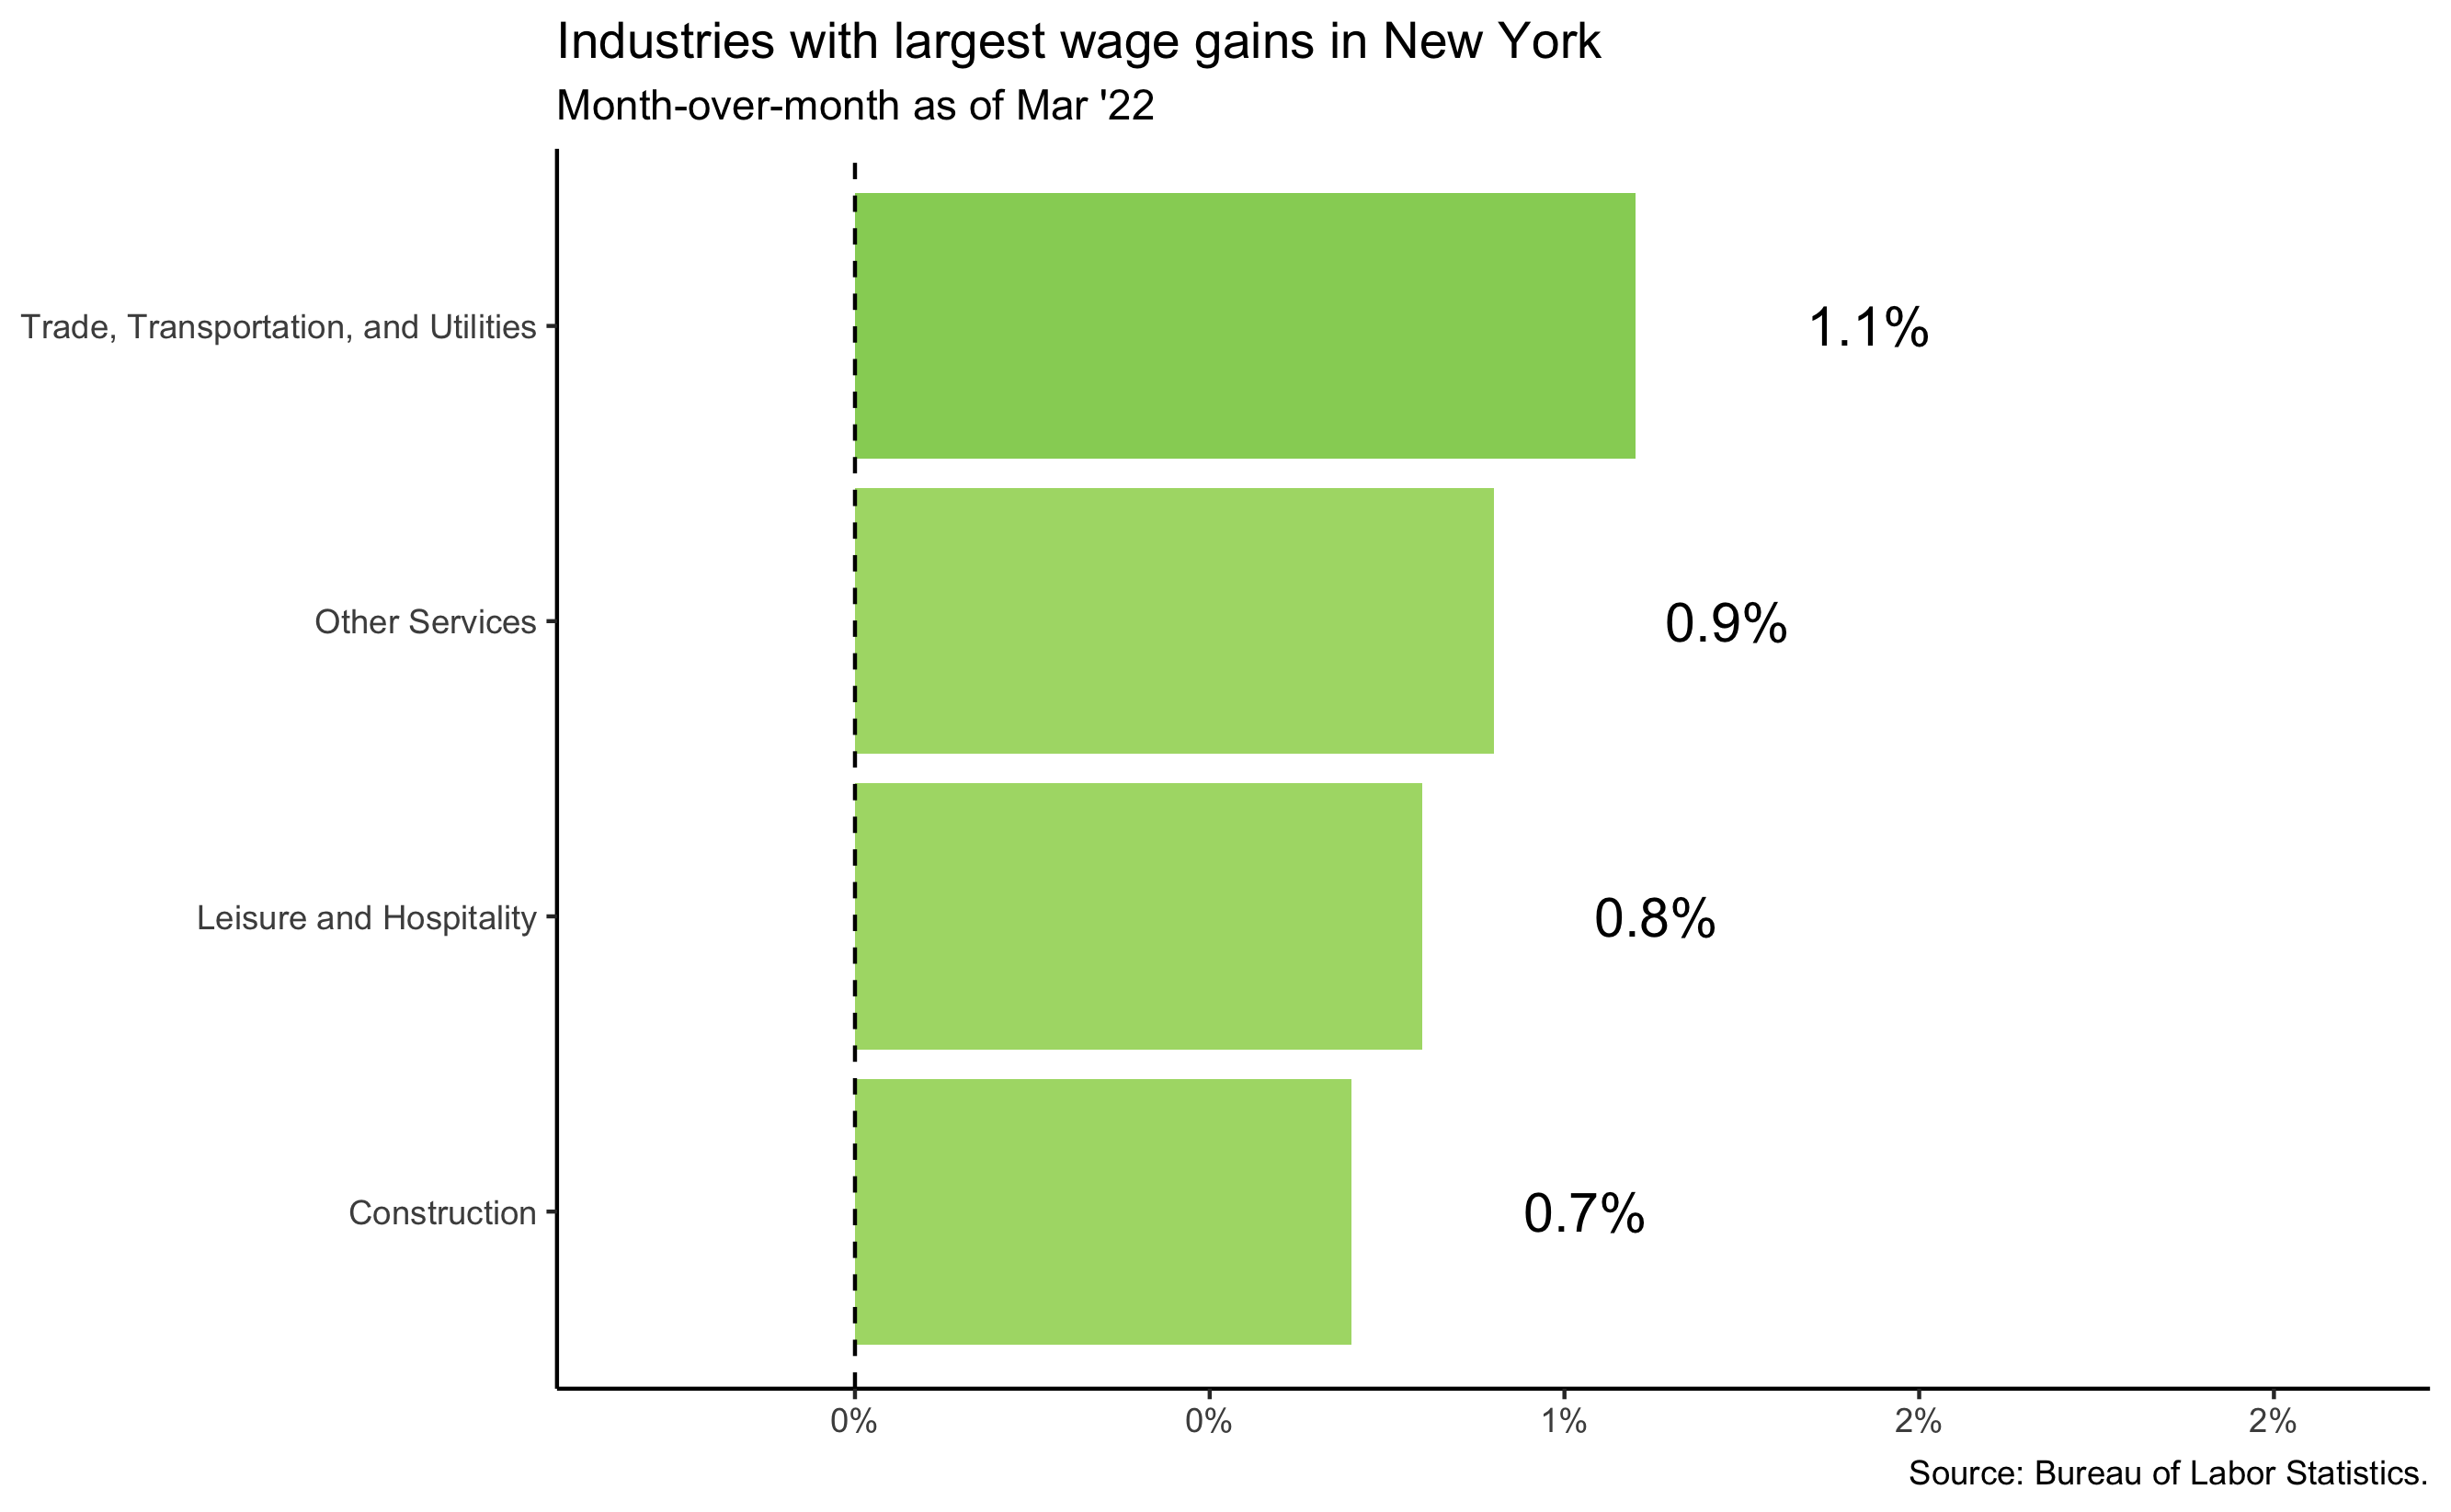 Industries with largest wage gains in New York
Month-over-month as of Mar '22
Trade, Transportation, and Utilities
1.1%
Other Services
0.9%
Leisure and Hospitality
0.8%
Construction
0.7%
0% 0% 1% 2% 2%
Source: Bureau of Labor Statistics.